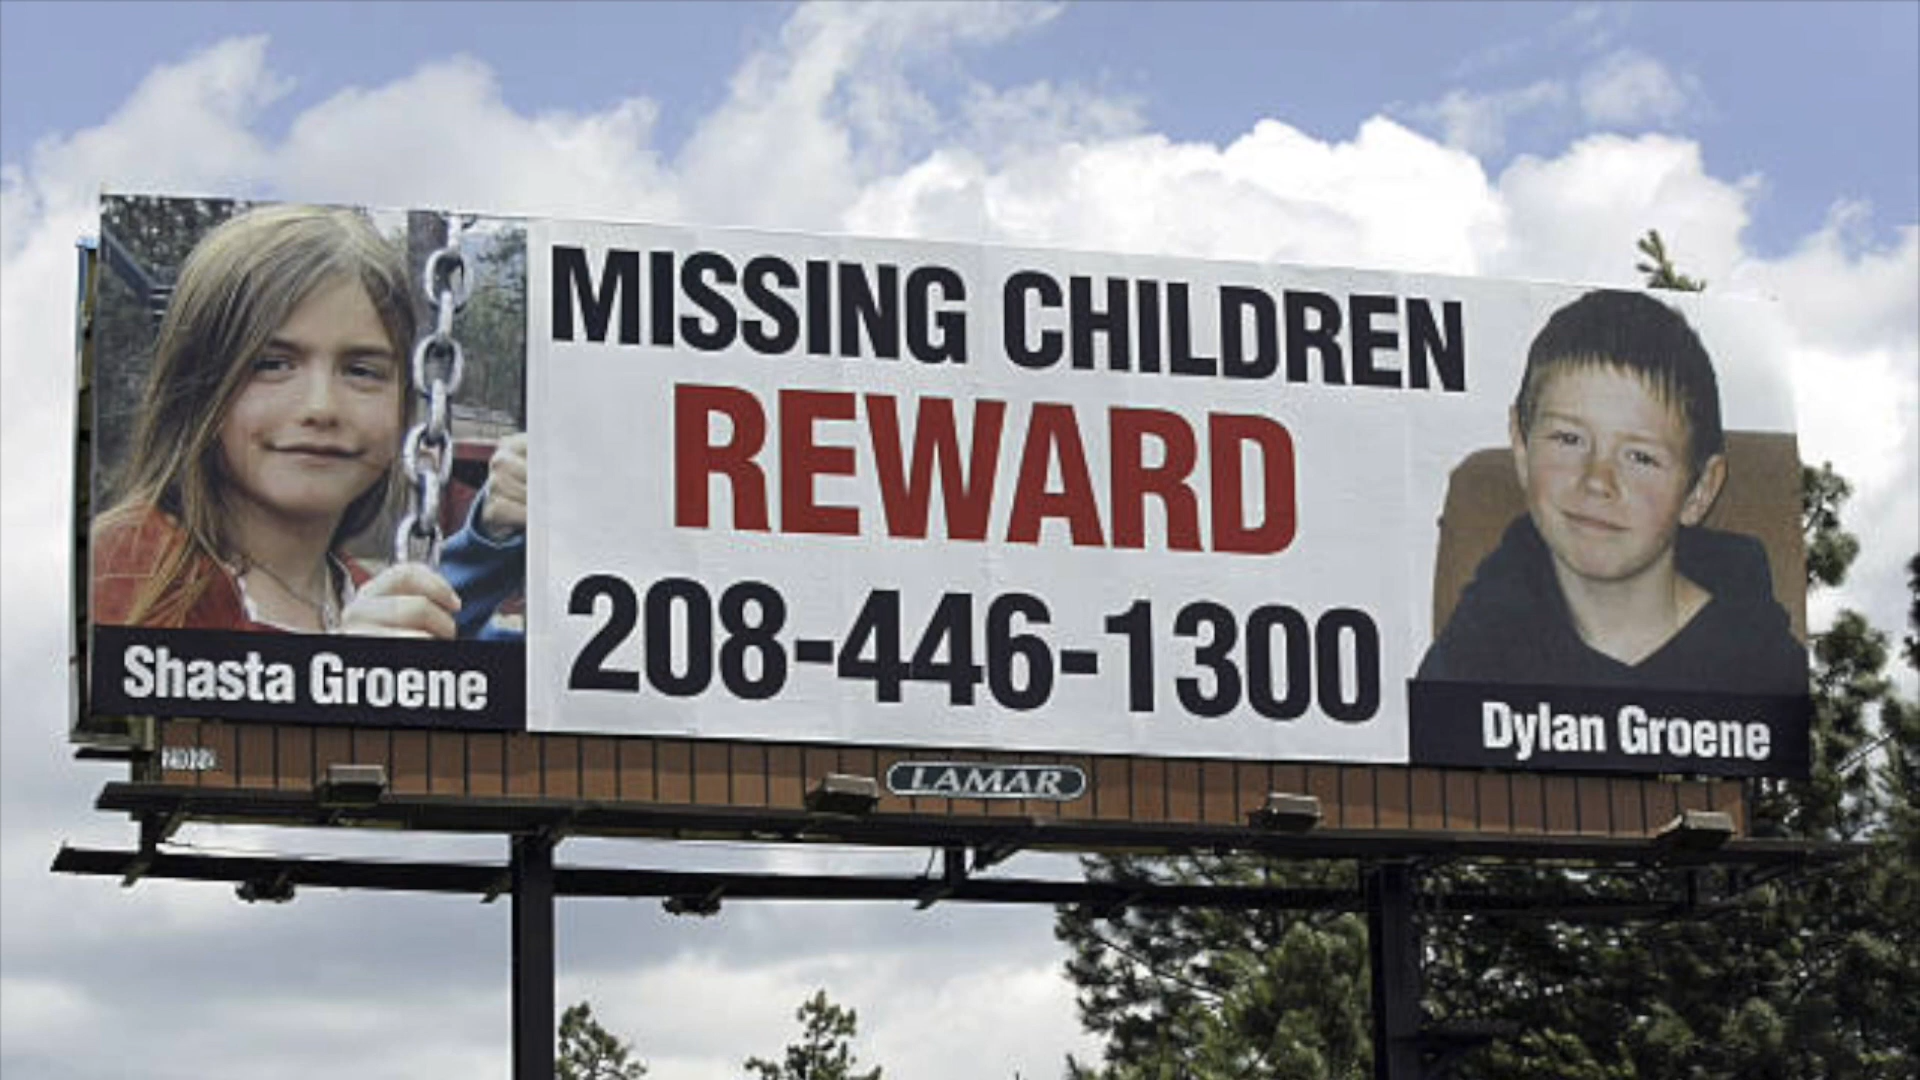 MISSING CHILDREN
REWARD
208-446-1300
Shasta Groene
Dylan Groene
LAMAR